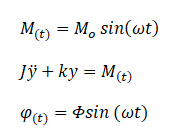 M₍ₜ₎ = Mₒ sin(ωt)
Jÿ + ky = M₍ₜ₎
φ₍ₜ₎ = Φsin (ωt)